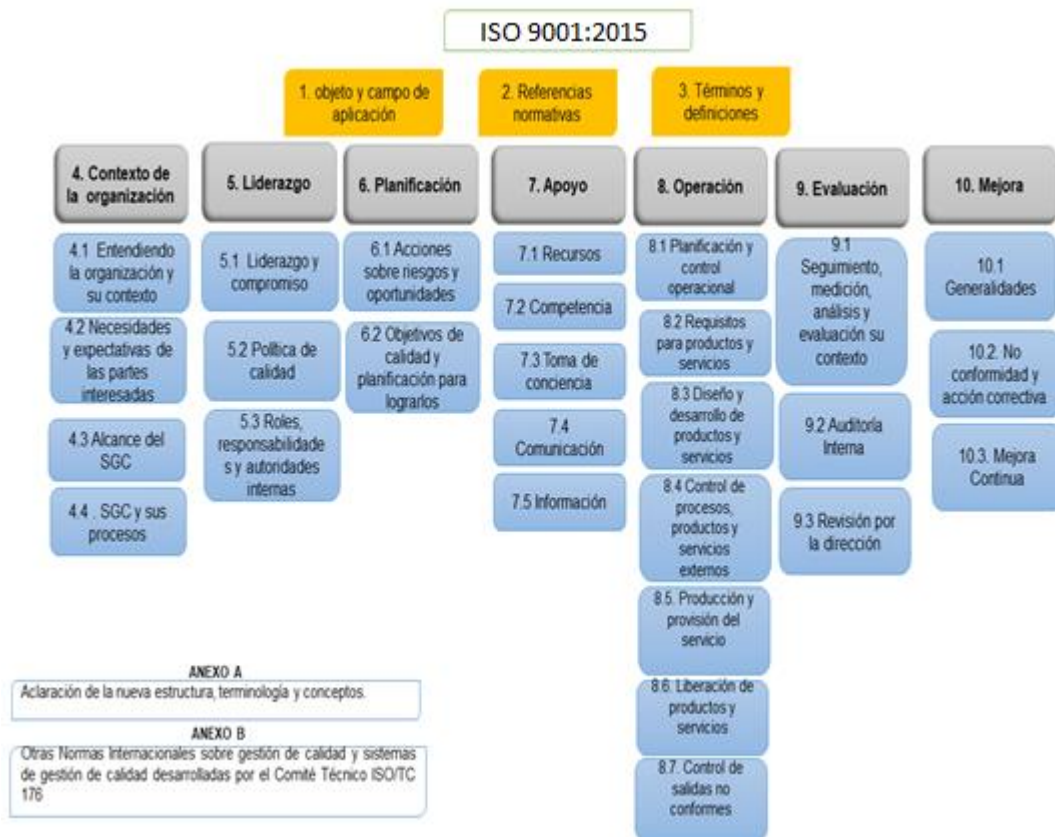 ISO 9001:2015
1. objeto y campo de
aplicación
2. Referencias
normativas
3. Términos y
definiciones
4. Contexto de
la organización
5. Liderazgo
6. Planificación
7. Apoyo
8. Operación
9. Evaluación
10. Mejora
4.1 Entendiendo
la organización y
su contexto
4.2 Necesidades
y expectativas de
las partes
interesadas
4.3 Alcance del
SGC
4.4 . SGC y sus
procesos
5.1 Liderazgo y
compromiso
5.2 Política de
calidad
5.3 Roles,
responsabilidade
s y autoridades
internas
6.1 Acciones
sobre riesgos y
oportunidades
6.2 Objetivos de
calidad y
planificación para
lograrlos
7.1 Recursos
7.2 Competencia
7.3 Toma de
conciencia
7.4
Comunicación
7.5 Información
8.1 Planificación y
control
operacional
8.2 Requisitos
para productos y
servicios
8.3 Diseño y
desarrollo de
productos y
servicios
8.4 Control de
procesos,
productos y
servicios
externos
8.5. Producción y
provisión del
servicio
8.6. Liberación de
productos y
servicios
8.7. Control de
salidas no
conformes
9.1
Seguimiento,
medición,
análisis y
evaluación su
contexto
9.2 Auditoría
Interna
9.3 Revisión por
la dirección
10.1
Generalidades
10.2. No
conformidad y
acción correctiva
10.3. Mejora
Continua
ANEXO A
Aclaración de la nueva estructura, terminología y conceptos.
ANEXO B
Otras Normas Internacionales sobre gestión de calidad y sistemas
de gestión de calidad desarrolladas por el Comité Técnico ISO/TC
176